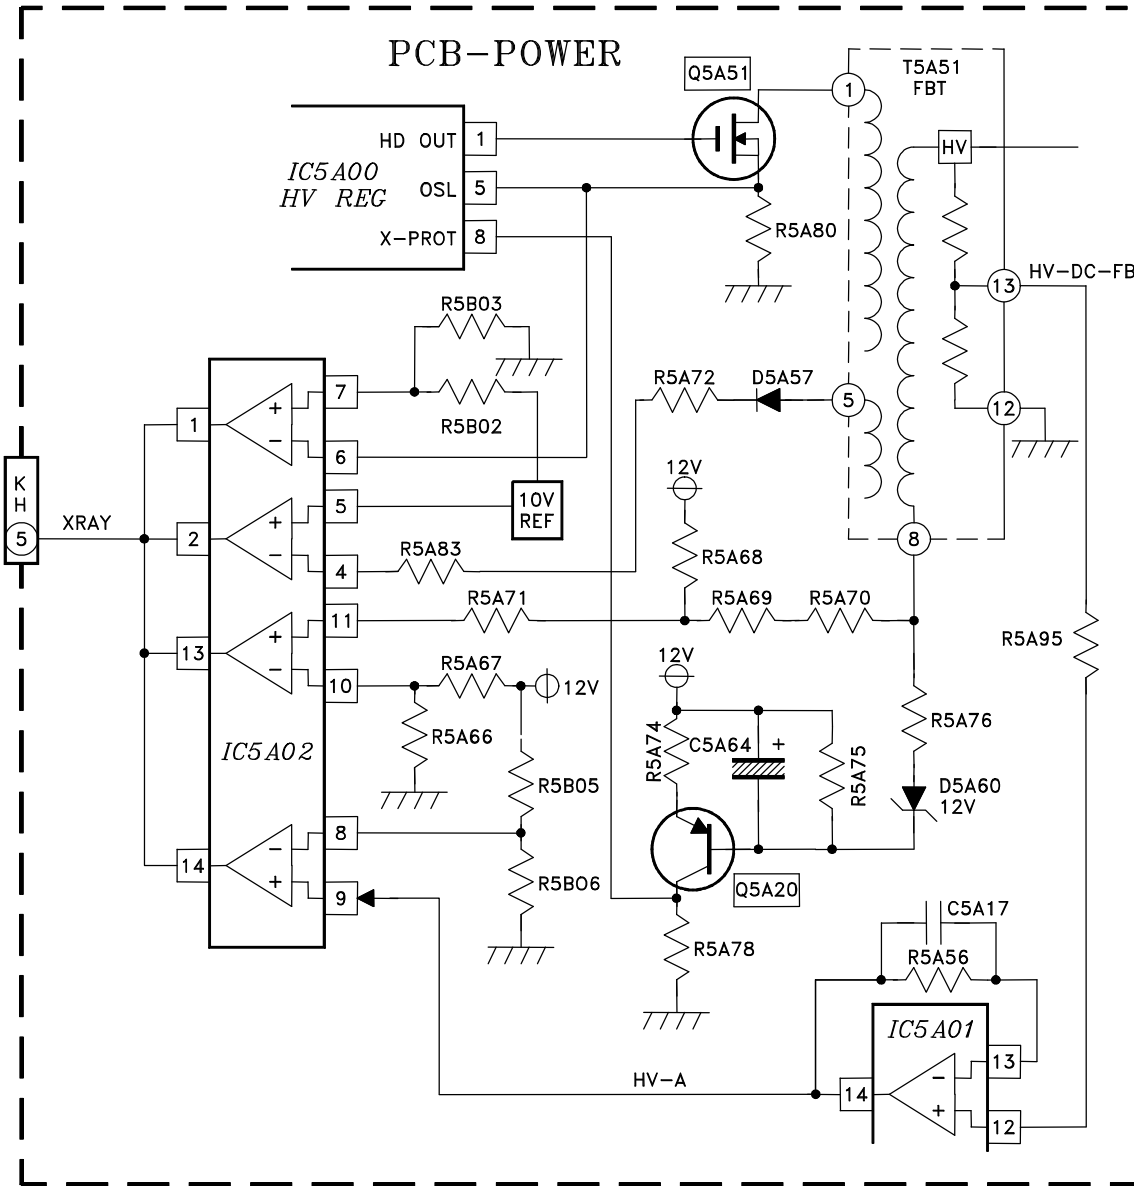 PCB-POWER
Q5A51
T5A51
FBT
1
HD OUT 1
HV
IC5A00
HV REG
OSL 5
X-PROT 8
R5A80
13
HV-DC-FB
R5B03
R5A72
D5A57
7
5
12
1
+
-
R5B02
6
12V
K
H
5
XRAY
2
+
-
5
10V
REF
8
R5A83
R5A68
4
R5A71
R5A69
R5A70
11
13
+
-
R5A95
R5A67
12V
10
12V
R5A66
R5A76
IC5A02
R5A74
C5A64
+
R5A75
R5B05
D5A60
12V
8
14
-
+
9
R5B06
Q5A20
C5A17
R5A78
R5A56
IC5A01
13
HV-A
14
-
+
12